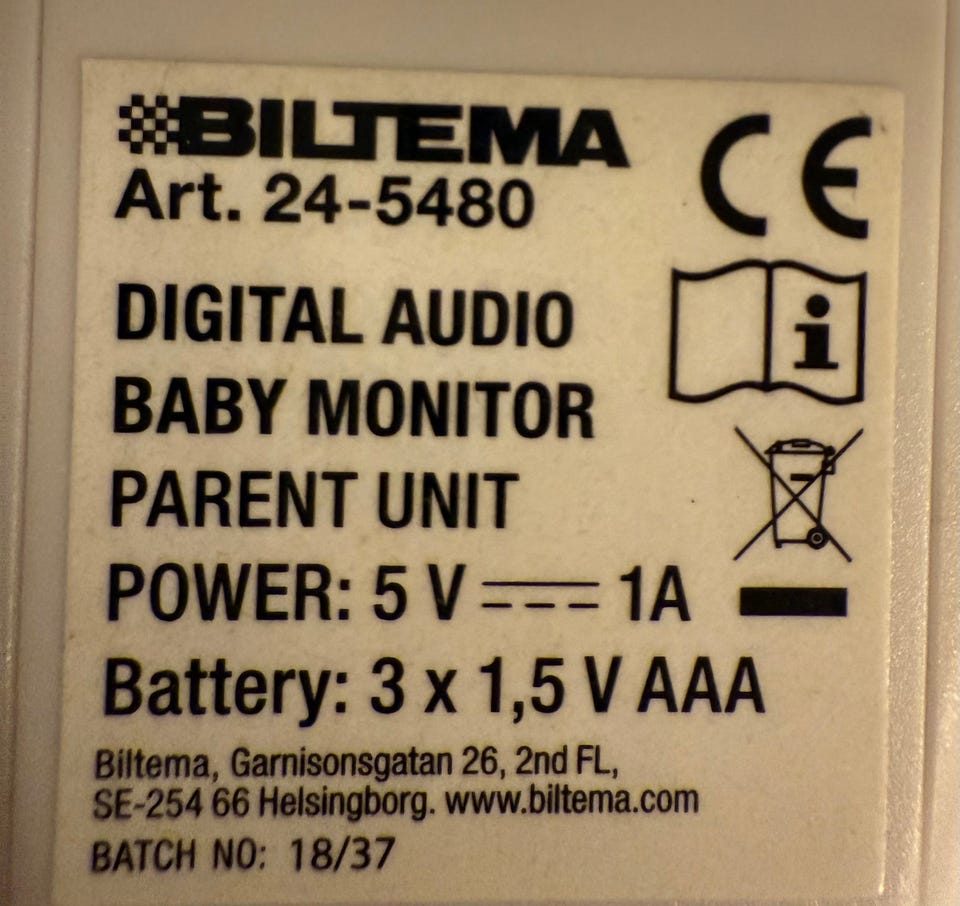 BILTEMA
Art. 24-5480
CE
DIGITAL AUDIO
BABY MONITOR
PARENT UNIT
POWER: 5 V ⎓ 1A
Battery: 3 x 1,5 V AAA
Biltema, Garnisonsgatan 26, 2nd FL,
SE-254 66 Helsingborg. www.biltema.com
BATCH NO: 18/37